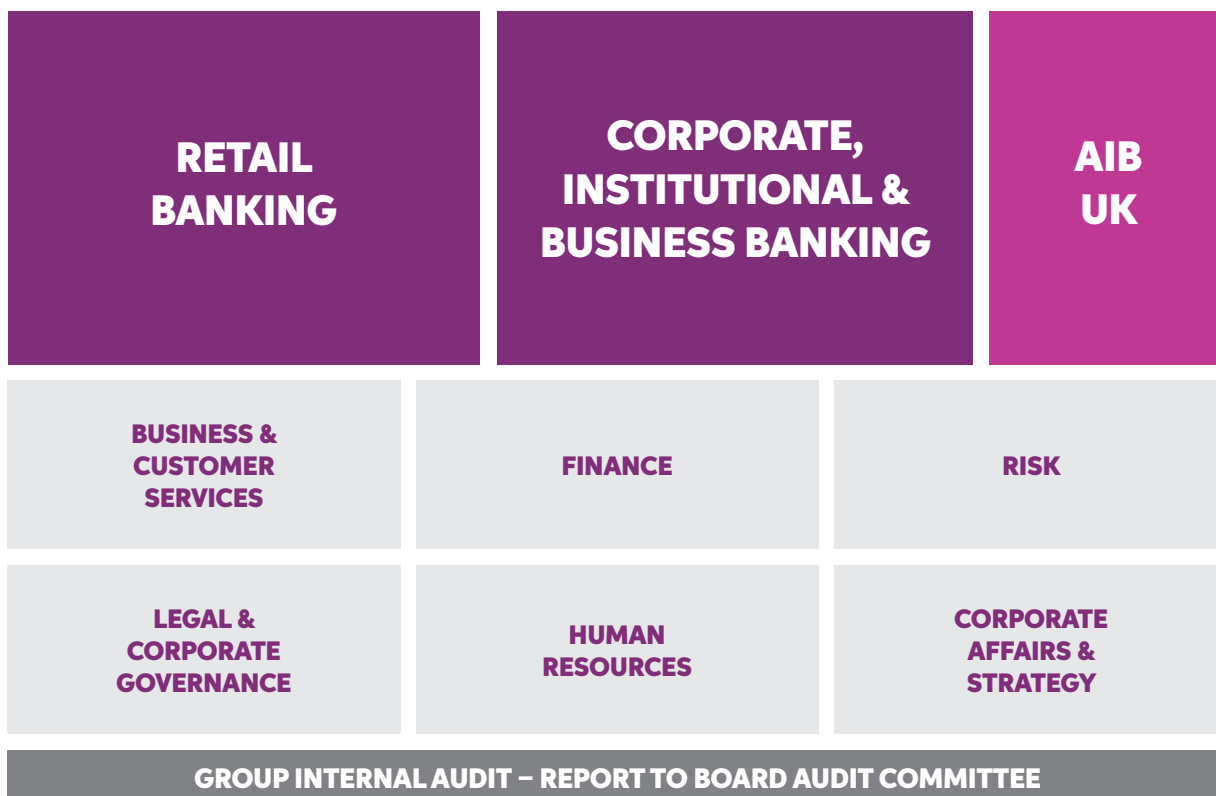 RETAIL
BANKING
CORPORATE,
INSTITUTIONAL &
BUSINESS BANKING
AIB
UK
BUSINESS &
CUSTOMER
SERVICES
FINANCE
RISK
LEGAL &
CORPORATE
GOVERNANCE
HUMAN
RESOURCES
CORPORATE
AFFAIRS &
STRATEGY
GROUP INTERNAL AUDIT – REPORT TO BOARD AUDIT COMMITTEE